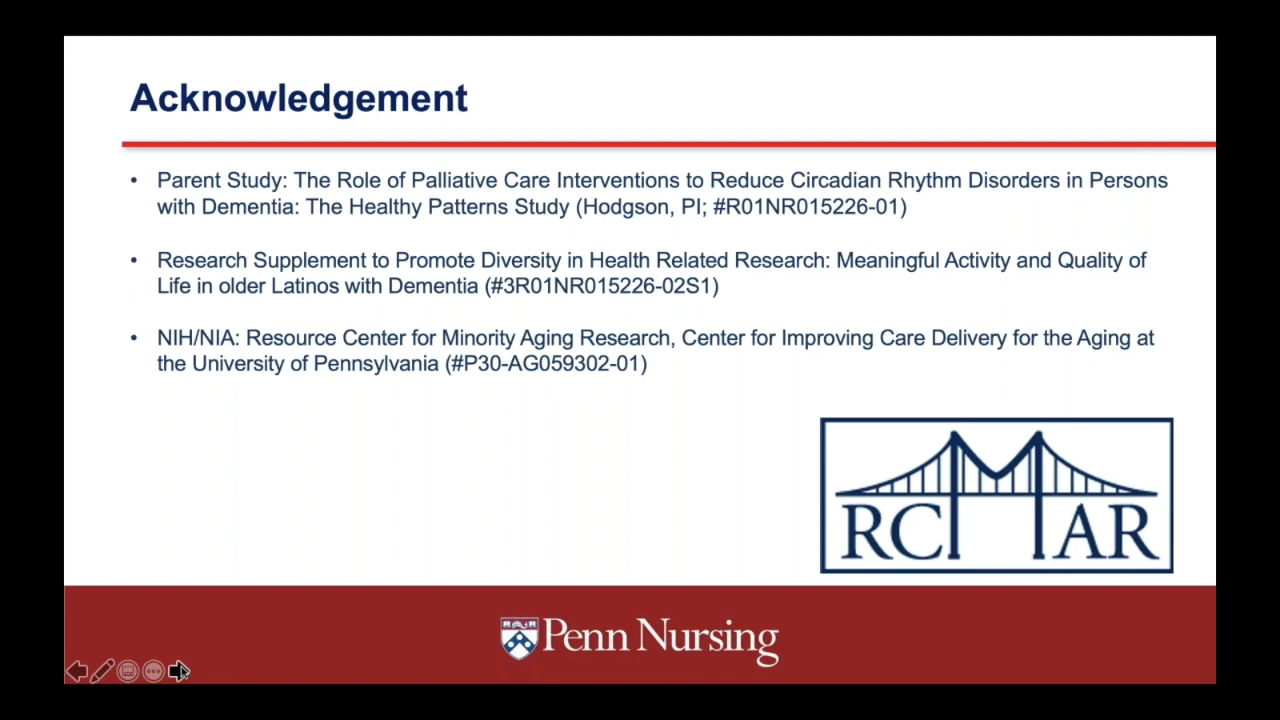 Acknowledgement
• Parent Study: The Role of Palliative Care Interventions to Reduce Circadian Rhythm Disorders in Persons
with Dementia: The Healthy Patterns Study (Hodgson, PI; #R01NR015226-01)
• Research Supplement to Promote Diversity in Health Related Research: Meaningful Activity and Quality of
Life in older Latinos with Dementia (#3R01NR015226-02S1)
• NIH/NIA: Resource Center for Minority Aging Research, Center for Improving Care Delivery for the Aging at
the University of Pennsylvania (#P30-AG059302-01)
RCMAR
Penn Nursing